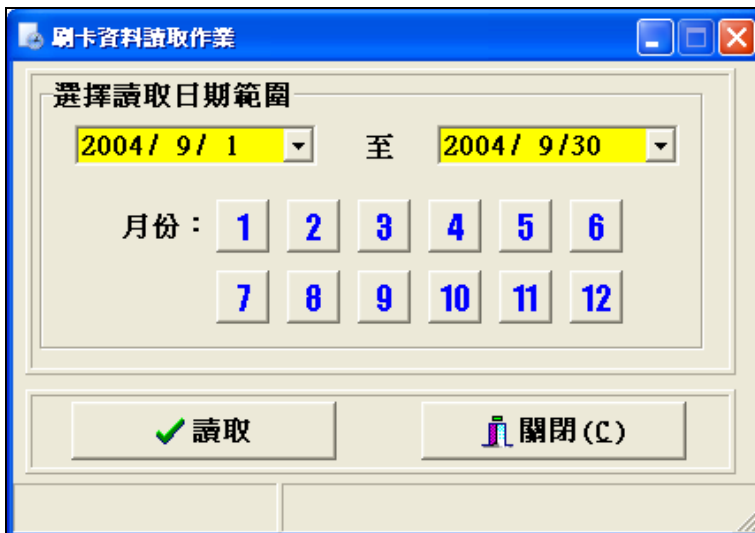 刷卡資料讀取作業
選擇讀取日期範圍
2004/ 9/ 1 至 2004/ 9/30
月份： 1 2 3 4 5 6
7 8 9 10 11 12
讀取 關閉(C)